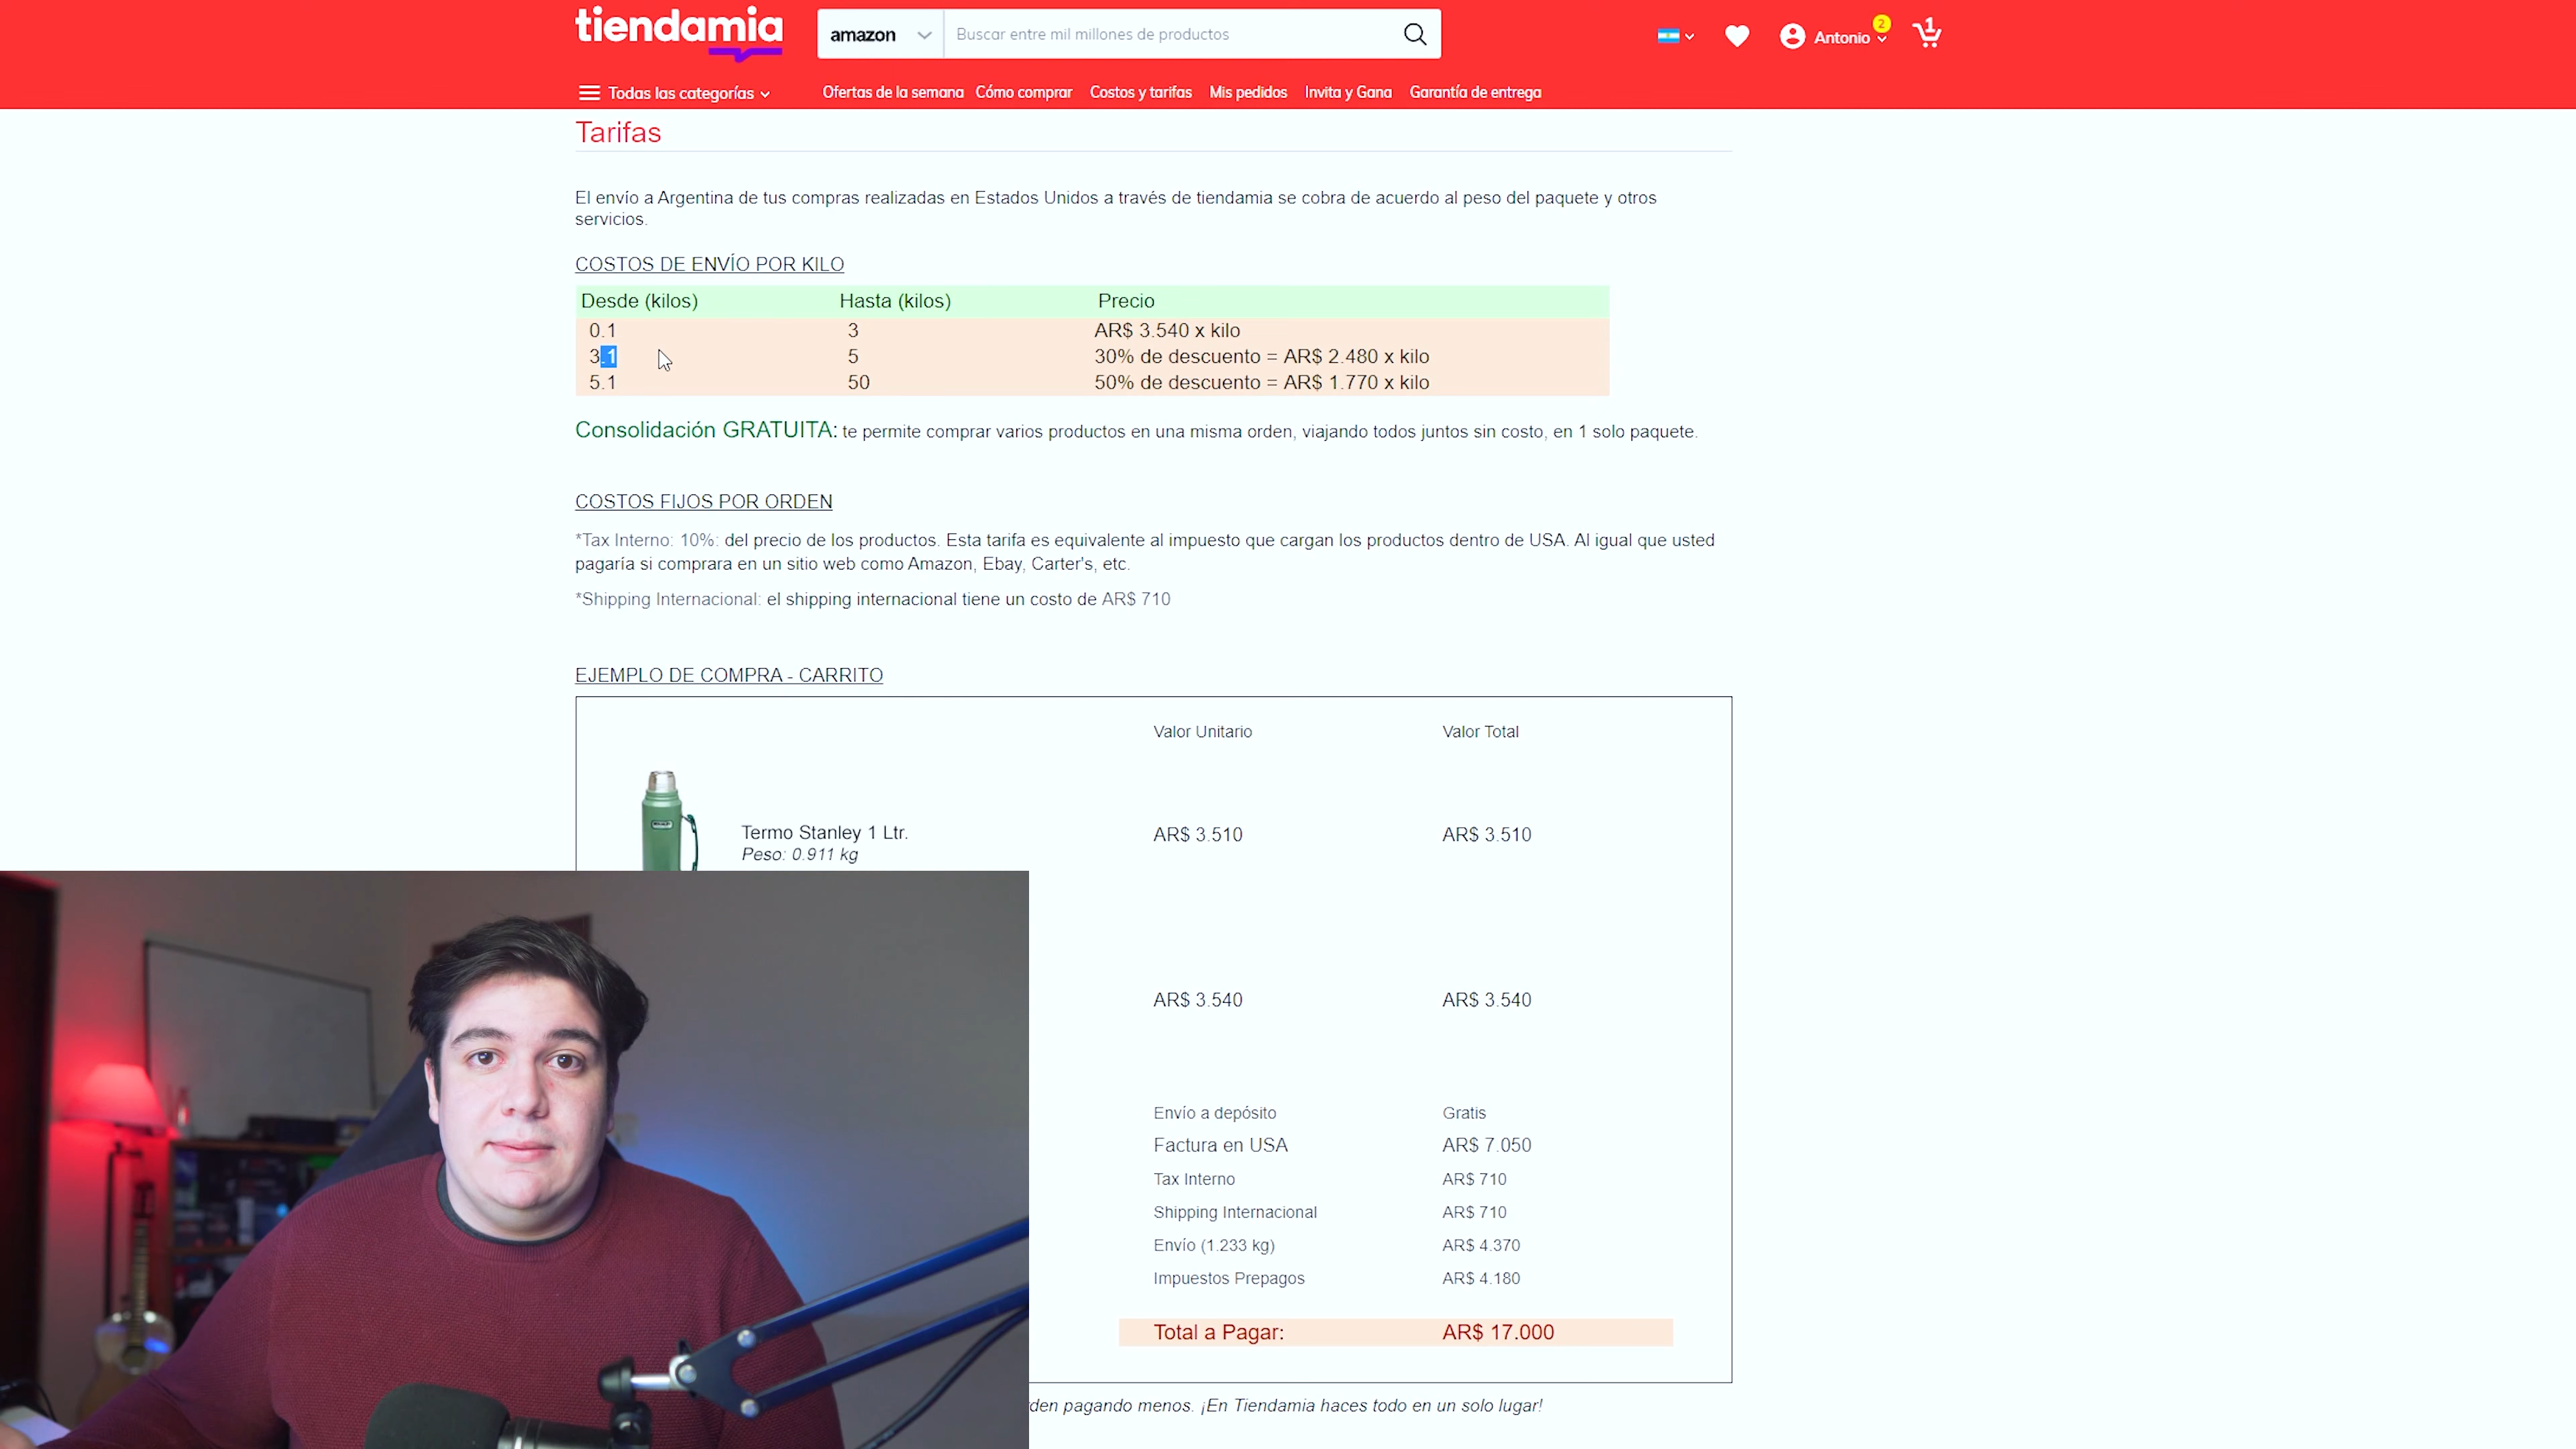 tiendamia
amazon
Buscar entre mil millones de productos
Antonio
2
1
Todas las categorías
Ofertas de la semana
Cómo comprar
Costos y tarifas
Mis pedidos
Invita y Gana
Garantía de entrega
Tarifas
El envío a Argentina de tus compras realizadas en Estados Unidos a través de tiendamia se cobra de acuerdo al peso del paquete y otros
servicios.
COSTOS DE ENVÍO POR KILO
Desde (kilos) Hasta (kilos) Precio
0.1 3 AR$ 3.540 x kilo
3.1 5 30% de descuento = AR$ 2.480 x kilo
5.1 50 50% de descuento = AR$ 1.770 x kilo
Consolidación GRATUITA: te permite comprar varios productos en una misma orden, viajando todos juntos sin costo, en 1 solo paquete.
COSTOS FIJOS POR ORDEN
*Tax Interno: 10%: del precio de los productos. Esta tarifa es equivalente al impuesto que cargan los productos dentro de USA. Al igual que usted
pagaría si comprara en un sitio web como Amazon, Ebay, Carter's, etc.
*Shipping Internacional: el shipping internacional tiene un costo de AR$ 710
EJEMPLO DE COMPRA - CARRITO
Valor Unitario Valor Total
Termo Stanley 1 Ltr. AR$ 3.510 AR$ 3.510
Peso: 0.911 kg
AR$ 3.540 AR$ 3.540
Envío a depósito Gratis
Factura en USA AR$ 7.050
Tax Interno AR$ 710
Shipping Internacional AR$ 710
Envío (1.233 kg) AR$ 4.370
Impuestos Prepagos AR$ 4.180
Total a Pagar: AR$ 17.000
den pagando menos. ¡En Tiendamia haces todo en un solo lugar!